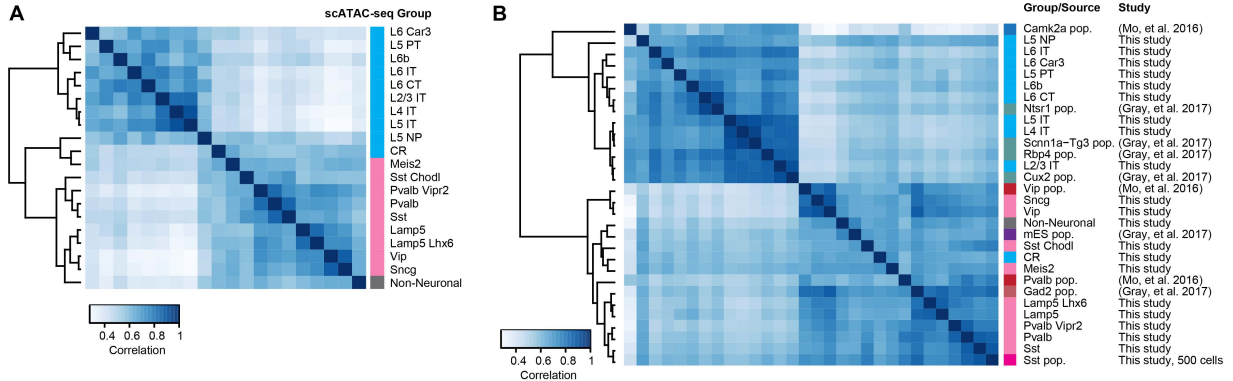 A
scATAC-seq Group
L6 Car3
L5 PT
L6b
L6 IT
L6 CT
L2/3 IT
L4 IT
L5 IT
L5 NP
CR
Meis2
Sst Chodl
Pvalb Vipr2
Pvalb
Sst
Lamp5
Lamp5 Lhx6
Vip
Sncg
Non-Neuronal
0.4 0.6 0.8 1
Correlation
B
Group/Source Study
Camk2a pop. (Mo, et al. 2016)
L5 NP This study
L6 IT This study
L6 Car3 This study
L5 PT This study
L6b This study
L6 CT This study
Ntsr1 pop. (Gray, et al. 2017)
L5 IT This study
L4 IT This study
Scnn1a−Tg3 pop. (Gray, et al. 2017)
Rbp4 pop. (Gray, et al. 2017)
L2/3 IT This study
Cux2 pop. (Gray, et al. 2017)
Vip pop. (Mo, et al. 2016)
Sncg This study
Vip This study
Non-Neuronal This study
mES pop. (Gray, et al. 2017)
Sst Chodl This study
CR This study
Meis2 This study
Pvalb pop. (Mo, et al. 2016)
Gad2 pop. (Gray, et al. 2017)
Lamp5 Lhx6 This study
Lamp5 This study
Pvalb Vipr2 This study
Pvalb This study
Sst This study
Sst pop. This study, 500 cells
0.4 0.6 0.8 1
Correlation